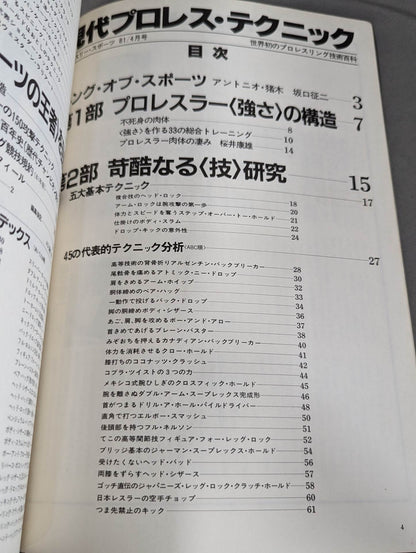 現代プロレス・テクニック
スポーツ 81/4月号
世界初のプロレスリング技術百科
目 次
キング・オブ・スポーツ アントニオ・猪木 坂口征二 3
第1部 プロレスラー〈強さ〉の構造 7
不死身の肉体 8
〈強さ〉を作る33の総合トレーニング 10
プロレスラー肉体の凄み 桜井康雄 14
第2部 苛酷なる〈技〉研究 15
五大基本テクニック 17
複合技のヘッド・ロック 18
アーム・ロックは腕攻撃の第一歩 20
体力とスピードを奪うステップ・オーバー・トー・ホールド 21
仕掛けのボディ・スラム 22
ドロップ・キックの意外性 24
45の代表的テクニック分析(ABC順) 27
高等技術の背骨折りアルゼンチン・バックブリーカー 28
尾骶骨を痛めるアトミック・ニー・ドロップ 30
肩をきめるアーム・ホイップ 32
胴体締めのベア・ハッグ 33
一動作で投げるバック・ドロップ 34
脚の胴締めボディ・シザース 36
あご、肩、脚を攻めるボー・アンド・アロー 37
首きめてあげるブレーン・バスター 38
みぞおちを押えるカナディアン・バックブリーカー 40
体力を消耗させるクロー・ホールド 41
膝打ちのココナッツ・クラッシュ 42
コブラ・ツイストの3つの力 44
メキシコ式腕ひしぎのクロスフィック・ホールド 45
腕を離さぬダブル・アーム・スープレックス完成形 46
首がつまるドリル・ア・ホール・パイルドライバー 48
直角で打つエルボー・スマッシュ 50
後頭部を持つフル・ネルソン 51
てこの高等関節技フィギュア・フォー・レッグ・ロック 52
ブリッジ基本のジャーマン・スープレックス・ホールド 54
受けたくないヘッド・バッド 56
両膝をずらすヘッド・シザース 57
ゴッチ直伝のジャパニーズ・レッグ・ロック・クラッチ・ホールド 58
日本レスラーの空手チョップ 60
つま先禁止のキック 61
4